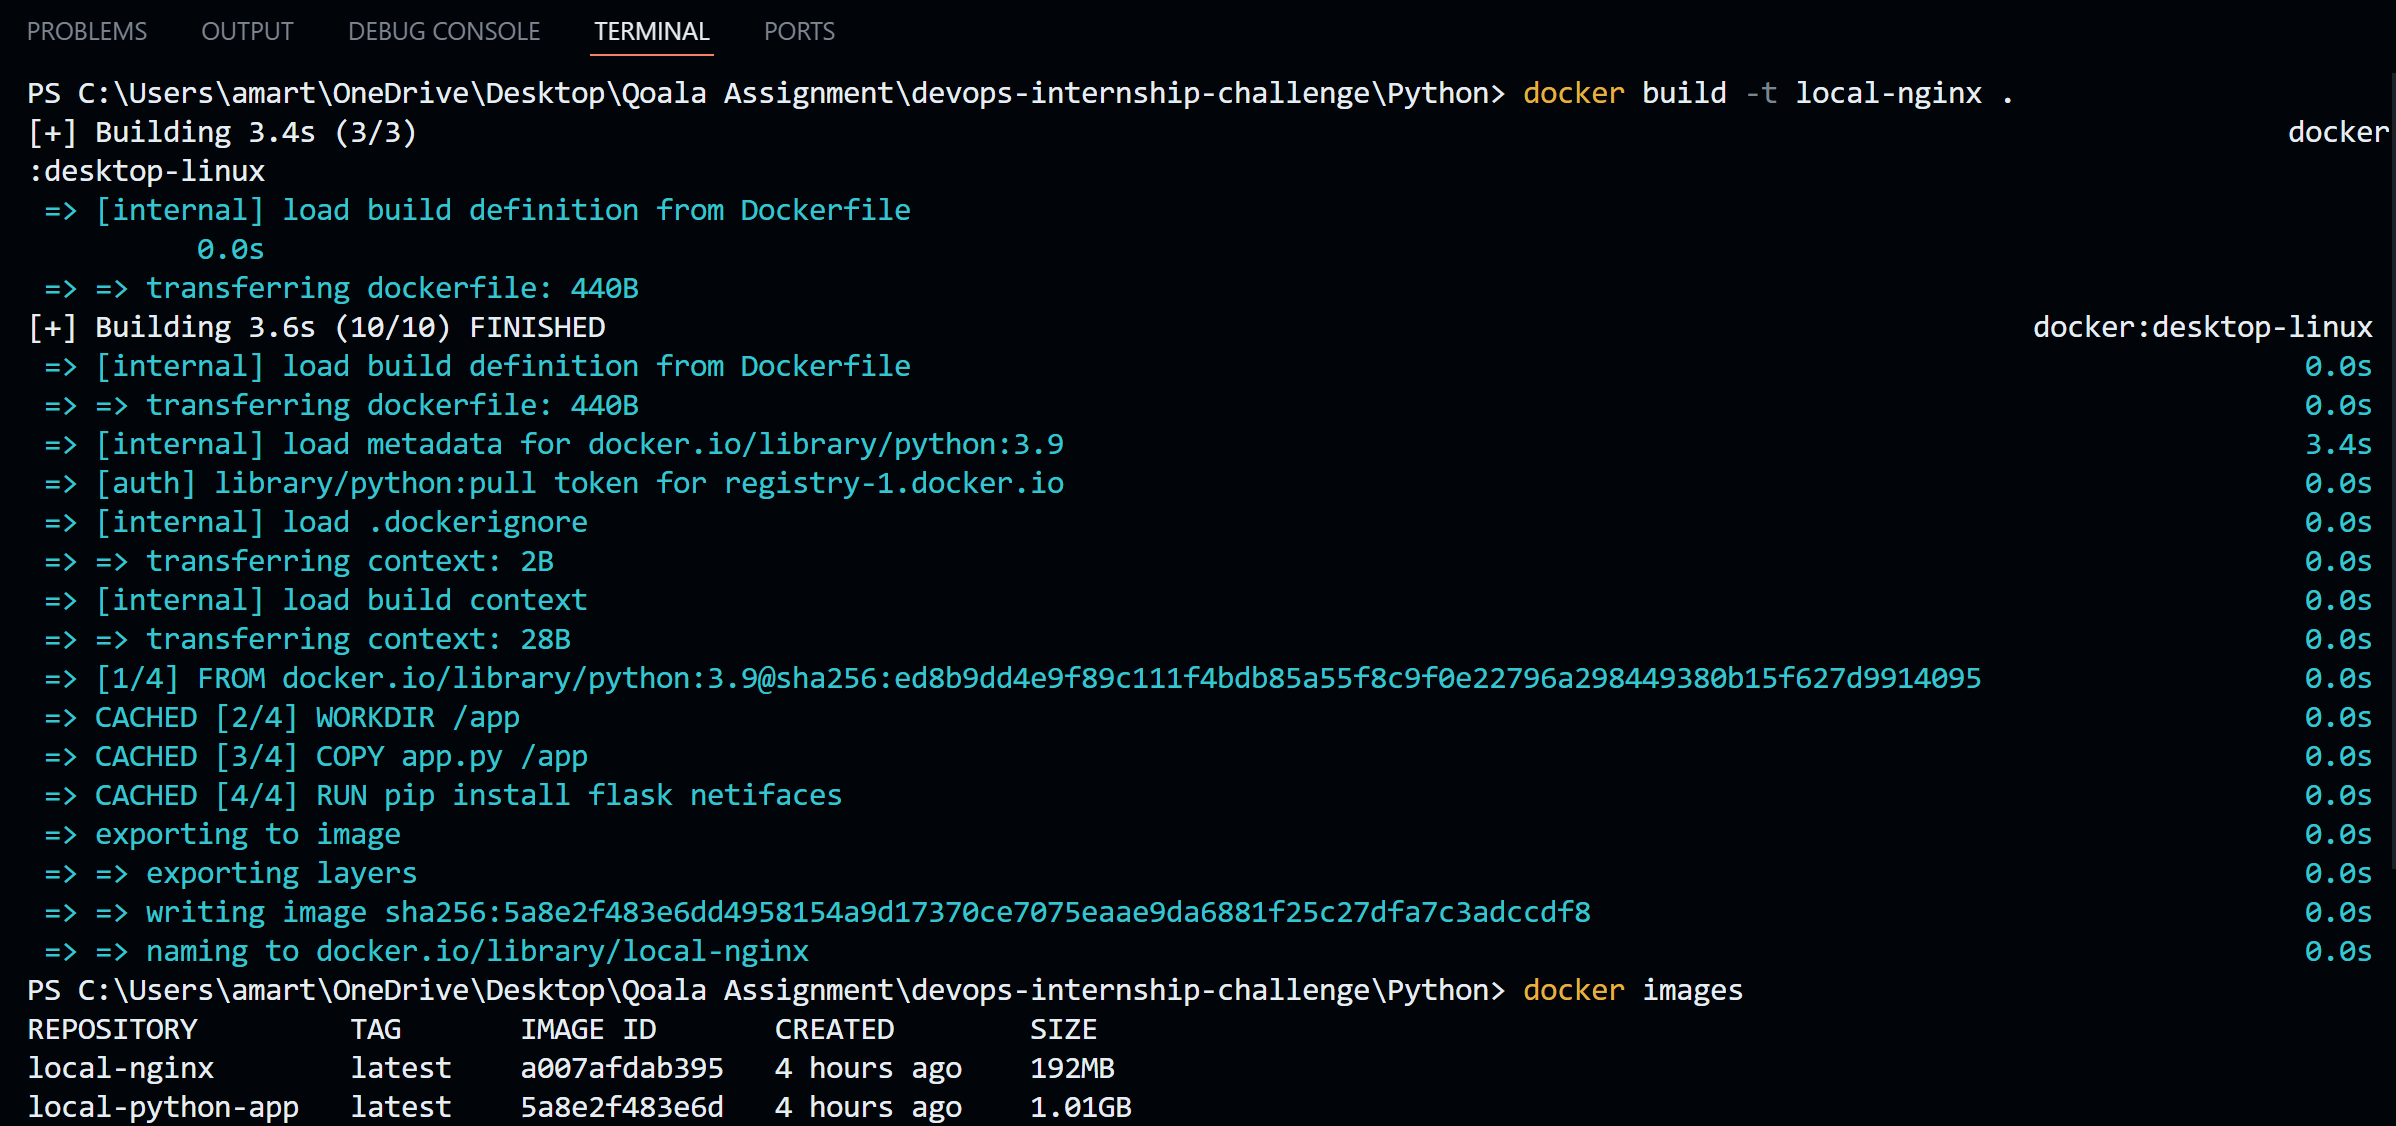 PROBLEMS OUTPUT DEBUG CONSOLE TERMINAL PORTS
PS C:\Users\amart\OneDrive\Desktop\Qoala Assignment\devops-internship-challenge\Python> docker build -t local-nginx .
[+] Building 3.4s (3/3) docker
:desktop-linux
=> [internal] load build definition from Dockerfile
0.0s
=> => transferring dockerfile: 440B
[+] Building 3.6s (10/10) FINISHED docker:desktop-linux
=> [internal] load build definition from Dockerfile 0.0s
=> => transferring dockerfile: 440B 0.0s
=> [internal] load metadata for docker.io/library/python:3.9 3.4s
=> [auth] library/python:pull token for registry-1.docker.io 0.0s
=> [internal] load .dockerignore 0.0s
=> => transferring context: 2B 0.0s
=> [internal] load build context 0.0s
=> => transferring context: 28B 0.0s
=> [1/4] FROM docker.io/library/python:3.9@sha256:ed8b9dd4e9f89c111f4bdb85a55f8c9f0e22796a298449380b15f627d9914095 0.0s
=> CACHED [2/4] WORKDIR /app 0.0s
=> CACHED [3/4] COPY app.py /app 0.0s
=> CACHED [4/4] RUN pip install flask netifaces 0.0s
=> exporting to image 0.0s
=> => exporting layers 0.0s
=> => writing image sha256:5a8e2f483e6dd4958154a9d17370ce7075eaae9da6881f25c27dfa7c3adccdf8 0.0s
=> => naming to docker.io/library/local-nginx 0.0s
PS C:\Users\amart\OneDrive\Desktop\Qoala Assignment\devops-internship-challenge\Python> docker images
REPOSITORY TAG IMAGE ID CREATED SIZE
local-nginx latest a007afdab395 4 hours ago 192MB
local-python-app latest 5a8e2f483e6d 4 hours ago 1.01GB